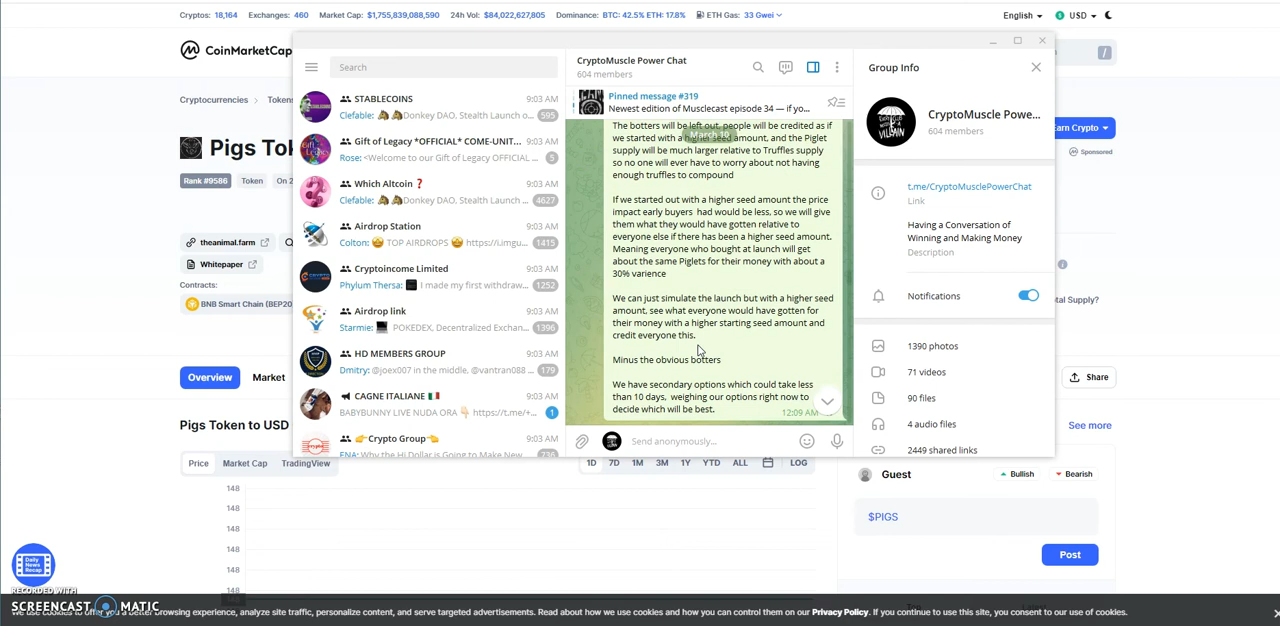 Cryptos: 18,164 Exchanges: 460 Market Cap: $1,755,839,088,590 24h Vol: $84,022,627,805 Dominance: BTC: 42.5% ETH: 17.8% ETH Gas: 33 Gwei
English USD
CoinMarketCap
/
Cryptocurrencies > Tokens
Pigs Tok
Rank #9586 Token On 2
theanimal.farm
Whitepaper
Contracts:
BNB Smart Chain (BEP20
Overview Market
Pigs Token to USD
Price Market Cap TradingView
1D 7D 1M 3M 1Y YTD ALL LOG
148
148
148
148
148
148
Search
STABLECOINS 9:03 AM
Clefable: Donkey DAO, Stealth Launch o... 595
Gift of Legacy *OFFICIAL* COME-UNIT... 9:03 AM
Rose: <Welcome to our Gift of Legacy OFFICIAL ... 5
Which Altcoin ❓ 9:03 AM
Clefable: Donkey DAO, Stealth Launch ... 4627
Airdrop Station 9:03 AM
Colton: 🤩 TOP AIRDROPS 🤩 https://i.imgu... 1415
Cryptoincome Limited 9:03 AM
Phylum Thersa: I made my first withdraw... 1252
Airdrop link 9:03 AM
Starmie: POKEDEX, Decentralized Exchan... 1396
HD MEMBERS GROUP 9:03 AM
Dmitry: @joex007 in the middle, @vantran088 ... 179
CAGNE ITALIANE 🇮🇹 9:03 AM
BABYBUNNY LIVE NUDA ORA 👇🏻 https://t.me/+... 1
👉Crypto Group👈 9:03 AM
ENA: Why the Hi Dollar is Going to Make New 736
CryptoMuscle Power Chat
604 members
Pinned message #319
Newest edition of Musclecast episode 34 — if yo...
The botters will be left out, people will be credited as if
we started with a higher seed amount, and the Piglet
supply will be much larger relative to Truffles supply
so no one will ever have to worry about not having
enough truffles to compound
If we started out with a higher seed amount the price
impact early buyers had would be less, so we will give
them what they would have gotten relative to
everyone else if there has been a higher seed amount.
Meaning everyone who bought at launch will get
about the same Piglets for their money with about a
30% varience
We can just simulate the launch but with a higher seed
amount, see what everyone would have gotten for
their money with a higher starting seed amount and
credit everyone this.
Minus the obvious botters
We have secondary options which could take less
than 10 days, weighing our options right now to
decide which will be best.
12:09 AM
Send anonymously...
Group Info
CryptoMuscle Powe...
604 members
t.me/CryptoMusclePowerChat
Link
Having a Conversation of
Winning and Making Money
Description
Notifications
1390 photos
71 videos
90 files
4 audio files
2449 shared links
Earn Crypto
Sponsored
tal Supply?
Share
See more
Guest Bullish Bearish
$PIGS
Post
Daily
News
Recap
RECORDED WITH
SCREENCAST MATIC
We use cookies to offer you a better browsing experience, analyze site traffic, personalize content, and serve targeted advertisements. Read about how we use cookies and how you can control them on our Privacy Policy. If you continue to use this site, you consent to our use of cookies.